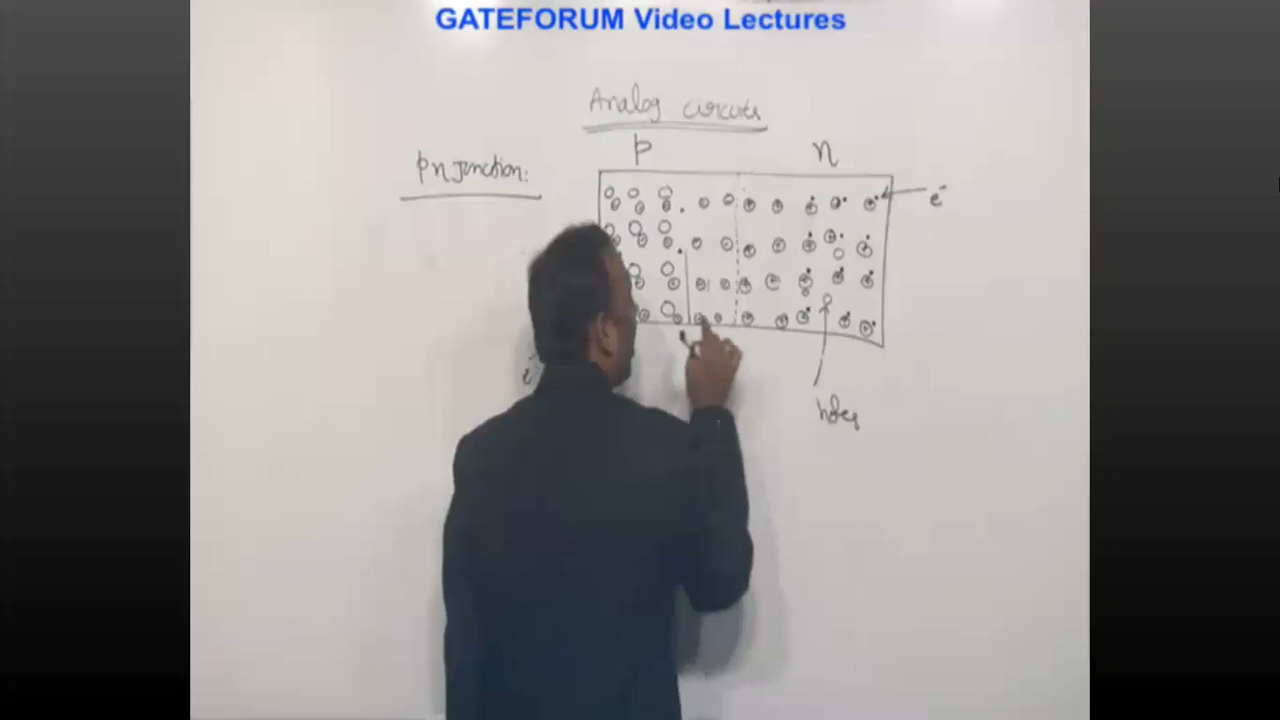 GATEFORUM Video Lectures
Analog circuits
p n
pn junction:
e⁻
e
holes